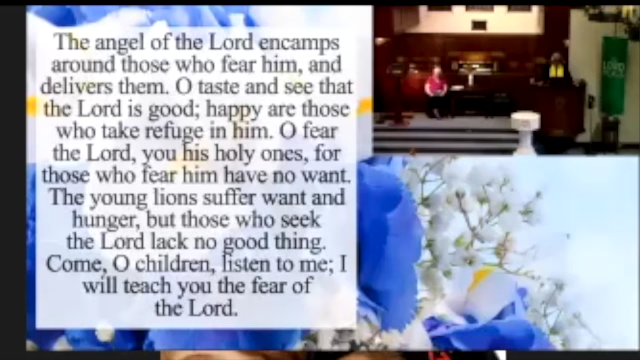 The angel of the Lord encamps
around those who fear him, and
delivers them. O taste and see that
the Lord is good; happy are those
who take refuge in him. O fear
the Lord, you his holy ones, for
those who fear him have no want.
The young lions suffer want and
hunger, but those who seek
the Lord lack no good thing.
Come, O children, listen to me; I
will teach you the fear of
the Lord.
LORD